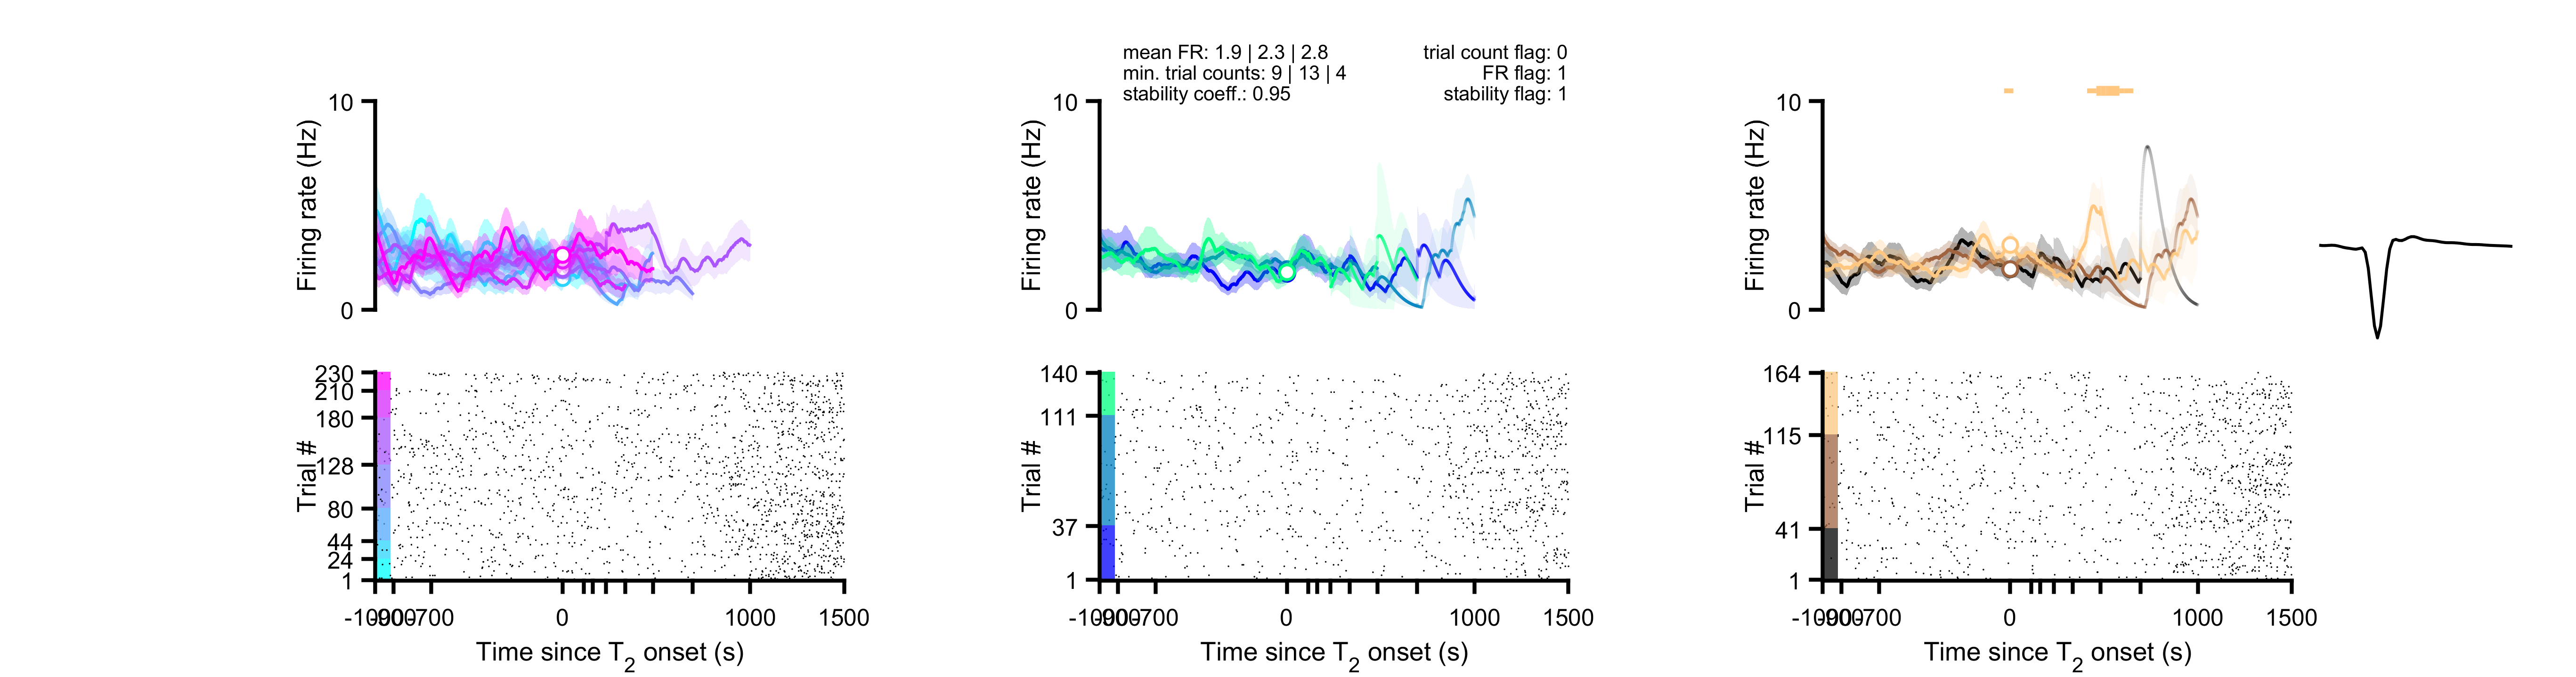 mean FR: 1.9 | 2.3 | 2.8
min. trial counts: 9 | 13 | 4
stability coeff.: 0.95
trial count flag: 0
FR flag: 1
stability flag: 1
10
Firing rate (Hz)
0
10
Firing rate (Hz)
0
10
Firing rate (Hz)
0
230
210
180
128
80
44
24
1
Trial #
140
111
37
1
Trial #
164
115
41
1
Trial #
0
1000
1500
Time since T2 onset (s)
0
1000
1500
Time since T2 onset (s)
0
1000
1500
Time since T2 onset (s)